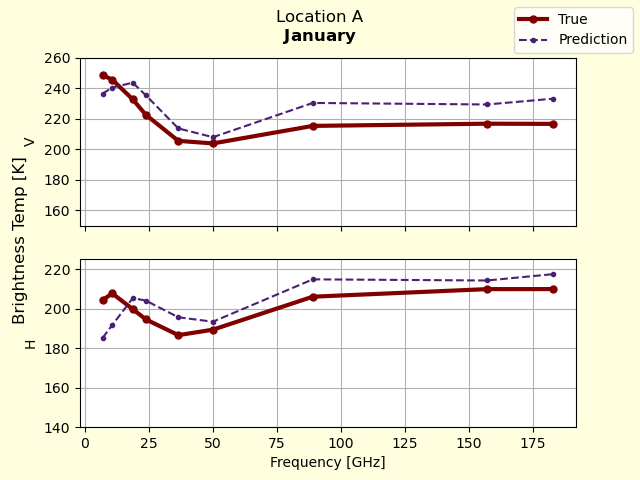 Location A
January
True
Prediction
260
240
220
200
180
160
V
Brightness Temp [K]
220
200
180
160
140
H
0 25 50 75 100 125 150 175
Frequency [GHz]